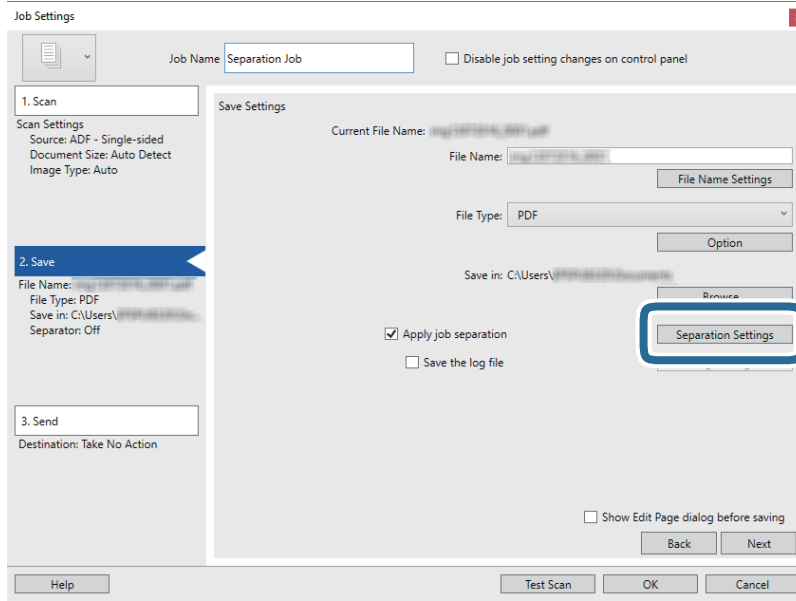 Job Settings
Job Name Separation Job
Disable job setting changes on control panel
1. Scan
Scan Settings
Source: ADF - Single-sided
Document Size: Auto Detect
Image Type: Auto
2. Save
File Name:
File Type: PDF
Save in: C:\Users\
Separator: Off
3. Send
Destination: Take No Action
Save Settings
Current File Name:
File Name:
File Name Settings
File Type: PDF
Option
Save in: C:\Users\
Browse
Apply job separation
Separation Settings
Save the log file
Show Edit Page dialog before saving
Back
Next
Help
Test Scan
OK
Cancel